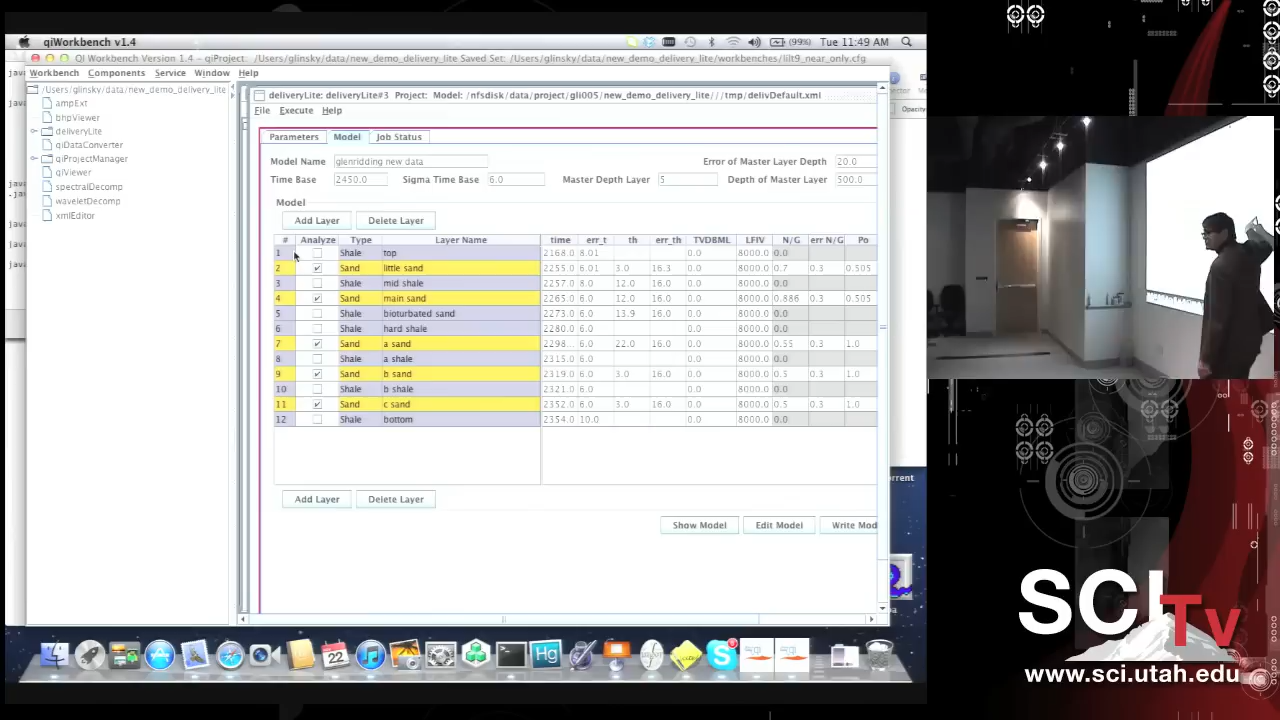 qiWorkbench v1.4
(99%) Tue 11:49 AM
QI Workbench Version 1.4 - qiProject: /Users/glinsky/data/new_demo_delivery_lite Saved Set: /Users/glinsky/data/new_demo_delivery_lite/workbenches/lilt9_near_only.cfg
Workbench Components Service Window Help
/Users/glinsky/data/new_demo_delivery_lite
ampExt
bhpViewer
deliveryLite
qiDataConverter
qiProjectManager
qiViewer
spectralDecomp
waveletDecomp
xmlEditor
deliveryLite: deliveryLite#3 Project: Model: /nfsdisk/data/project/gli005/new_demo_delivery_lite///tmp/delivDefault.xml
File Execute Help
Parameters Model Job Status
Model Name glenridding new data Error of Master Layer Depth 20.0
Time Base 2450.0 Sigma Time Base 6.0 Master Depth Layer 5 Depth of Master Layer 500.0
Model
Add Layer Delete Layer
# Analyze Type Layer Name time err_t th err_th TVDBML LFIV N/G err N/G Po
1 Shale top 2168.0 8.01 0.0 8000.0 0.0
2 Sand little sand 2255.0 6.01 3.0 16.3 0.0 8000.0 0.7 0.3 0.505
3 Shale mid shale 2257.0 8.0 12.0 16.0 0.0 8000.0 0.0
4 Sand main sand 2265.0 6.0 12.0 16.0 0.0 8000.0 0.886 0.3 0.505
5 Shale bioturbated sand 2273.0 6.0 13.9 16.0 0.0 8000.0 0.0
6 Shale hard shale 2280.0 6.0 0.0 8000.0 0.0
7 Sand a sand 2298... 6.0 22.0 16.0 0.0 8000.0 0.55 0.3 1.0
8 Shale a shale 2315.0 6.0 0.0 8000.0 0.0
9 Sand b sand 2319.0 6.0 3.0 16.0 0.0 8000.0 0.5 0.3 1.0
10 Shale b shale 2321.0 6.0 0.0 8000.0 0.0
11 Sand c sand 2352.0 6.0 3.0 16.0 0.0 8000.0 0.5 0.3 1.0
12 Shale bottom 2354.0 10.0 0.0 8000.0 0.0
Add Layer Delete Layer
Show Model Edit Model Write Mod
Opacity
orrent
22
Hg
SCI Tv
www.sci.utah.edu